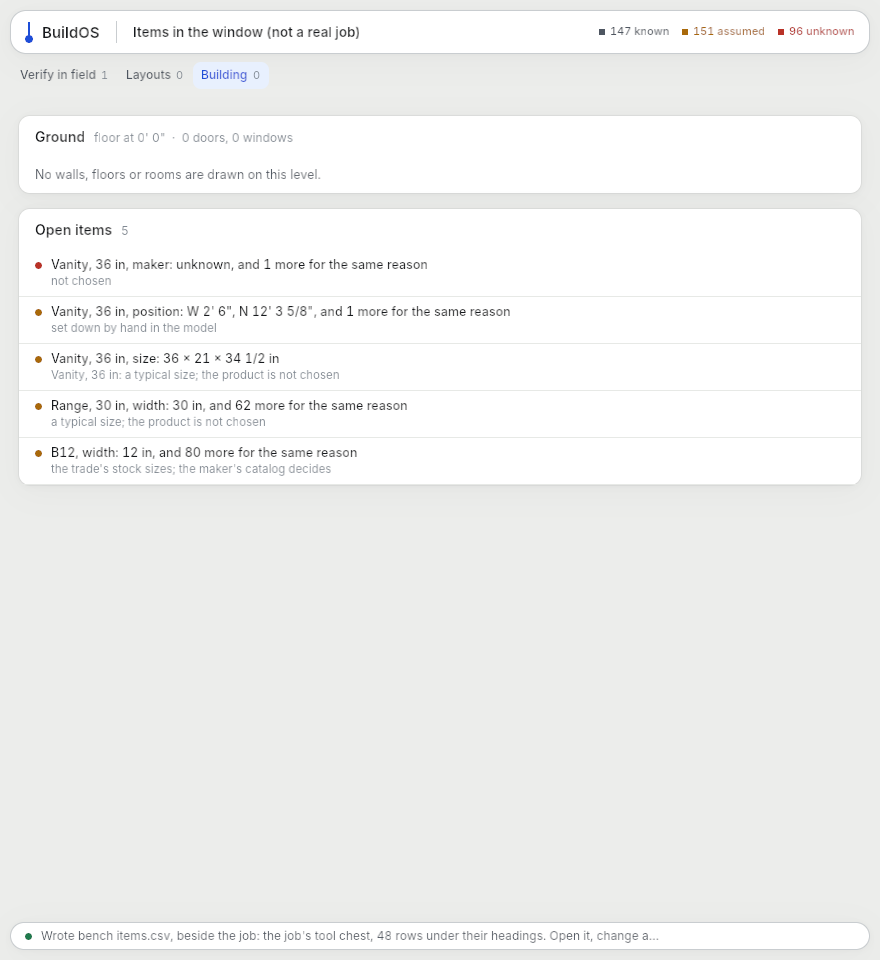 BuildOS
Items in the window (not a real job)
147 known
151 assumed
96 unknown
Verify in field 1
Layouts 0
Building 0
Ground floor at 0' 0" · 0 doors, 0 windows
No walls, floors or rooms are drawn on this level.
Open items 5
Vanity, 36 in, maker: unknown, and 1 more for the same reason
not chosen
Vanity, 36 in, position: W 2' 6", N 12' 3 5/8", and 1 more for the same reason
set down by hand in the model
Vanity, 36 in, size: 36 × 21 × 34 1/2 in
Vanity, 36 in: a typical size; the product is not chosen
Range, 30 in, width: 30 in, and 62 more for the same reason
a typical size; the product is not chosen
B12, width: 12 in, and 80 more for the same reason
the trade's stock sizes; the maker's catalog decides
Wrote bench items.csv, beside the job: the job's tool chest, 48 rows under their headings. Open it, change a...